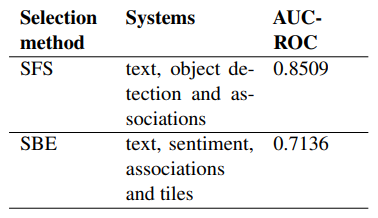 Selection Systems AUC-
method ROC
SFS text, object de- 0.8509
tection and as-
sociations
SBE text, sentiment, 0.7136
associations
and tiles